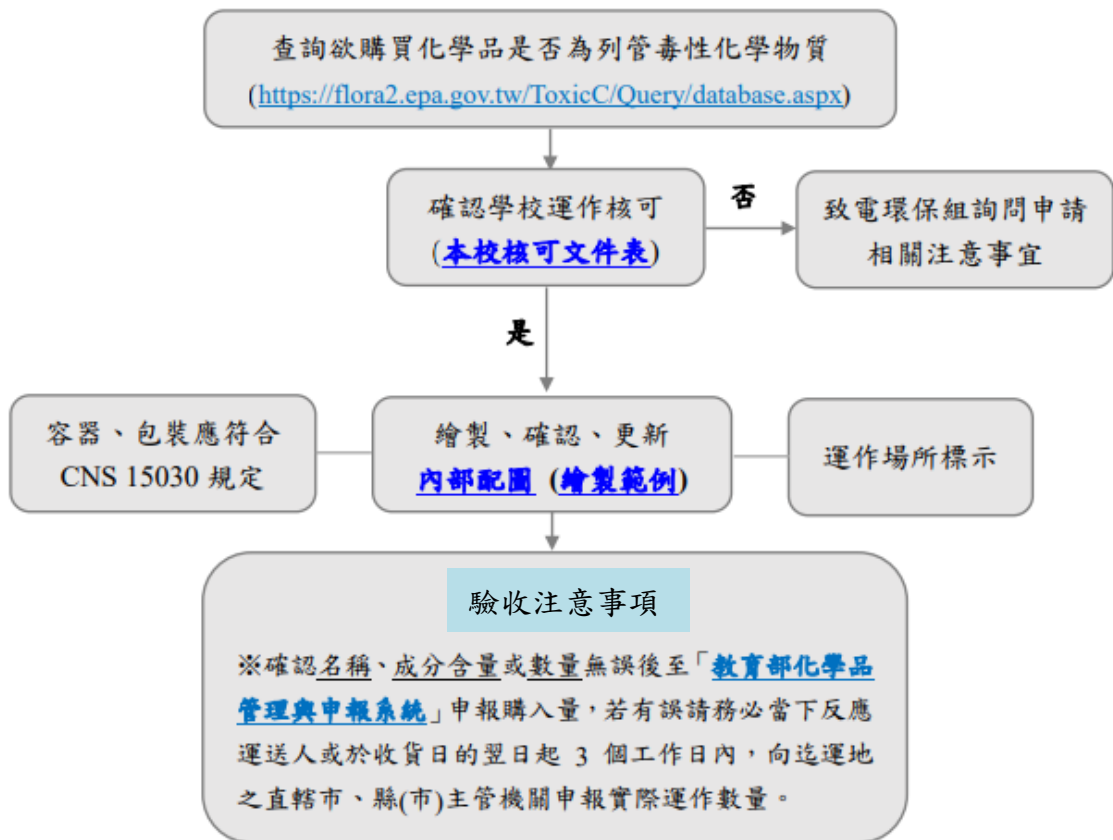 查詢欲購買化學品是否為列管毒性化學物質
(https://flora2.epa.gov.tw/ToxicC/Query/database.aspx)
確認學校運作核可
(本校核可文件表)
否
致電環保組詢問申請
相關注意事宜
是
容器、包裝應符合
CNS 15030 規定
繪製、確認、更新
內部配圖 (繪製範例)
運作場所標示
驗收注意事項
※確認名稱、成分含量或數量無誤後至「教育部化學品
管理與申報系統」申報購入量，若有誤請務必當下反應
運送人或於收貨日的翌日起 3 個工作日內，向迄運地
之直轄市、縣(市)主管機關申報實際運作數量。